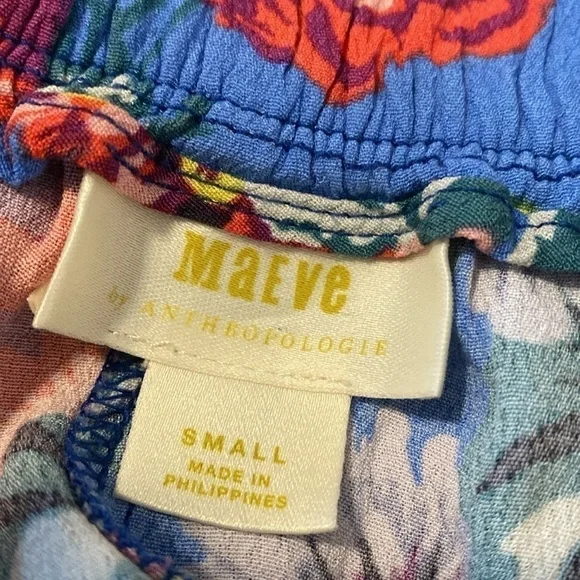 MaEVe
by ANTHROPOLOGIE
SMALL
MADE IN
PHILIPPINES